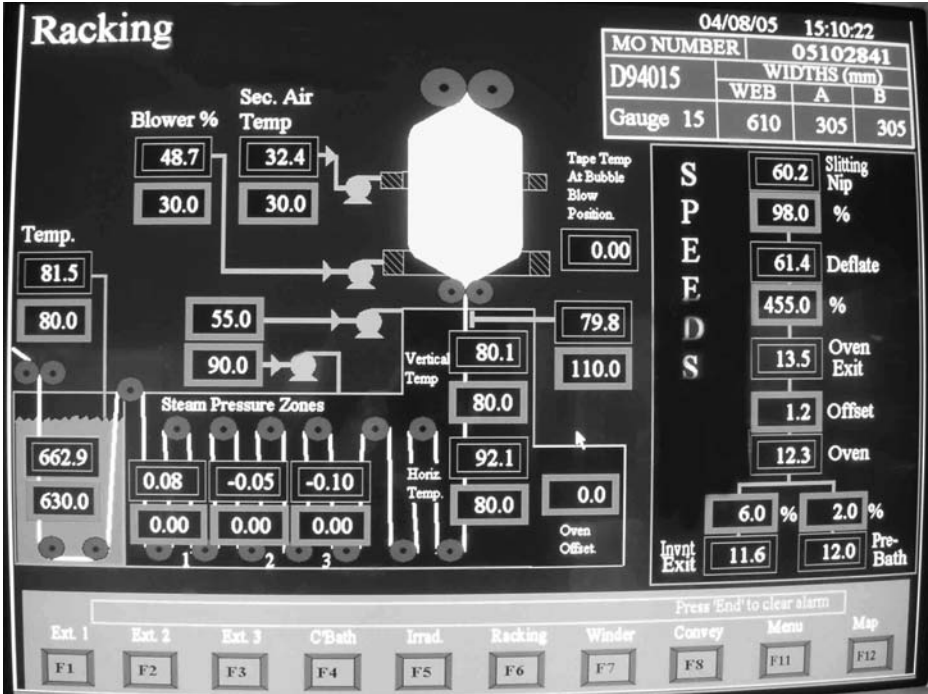 Racking
04/08/05 15:10:22
MO NUMBER 05102841
D94015 WIDTHS (mm)
WEB A B
Gauge 15 610 305 305
Blower % Sec. Air Temp
48.7 32.4
30.0 30.0
Tape Temp
At Bubble
Blow
Position.
0.00
Temp.
81.5
80.0
55.0
90.0
79.8
110.0
Vertical
Temp
80.1
80.0
Steam Pressure Zones
662.9
630.0
0.08 -0.05 -0.10
0.00 0.00 0.00
1 2 3
Horiz.
Temp.
92.1
80.0
0.0
Oven
Offset
SPEEDS
60.2 Slitting Nip
98.0 %
61.4 Deflate
455.0 %
13.5 Oven Exit
1.2 Offset
12.3 Oven
6.0 % 2.0 %
Invnt Exit 11.6 12.0 Pre-Bath
Press 'End' to clear alarm
Ext. 1 Ext. 2 Ext. 3 C'Bath Irrad. Racking Winder Convey Menu Map
F1 F2 F3 F4 F5 F6 F7 F8 F11 F12